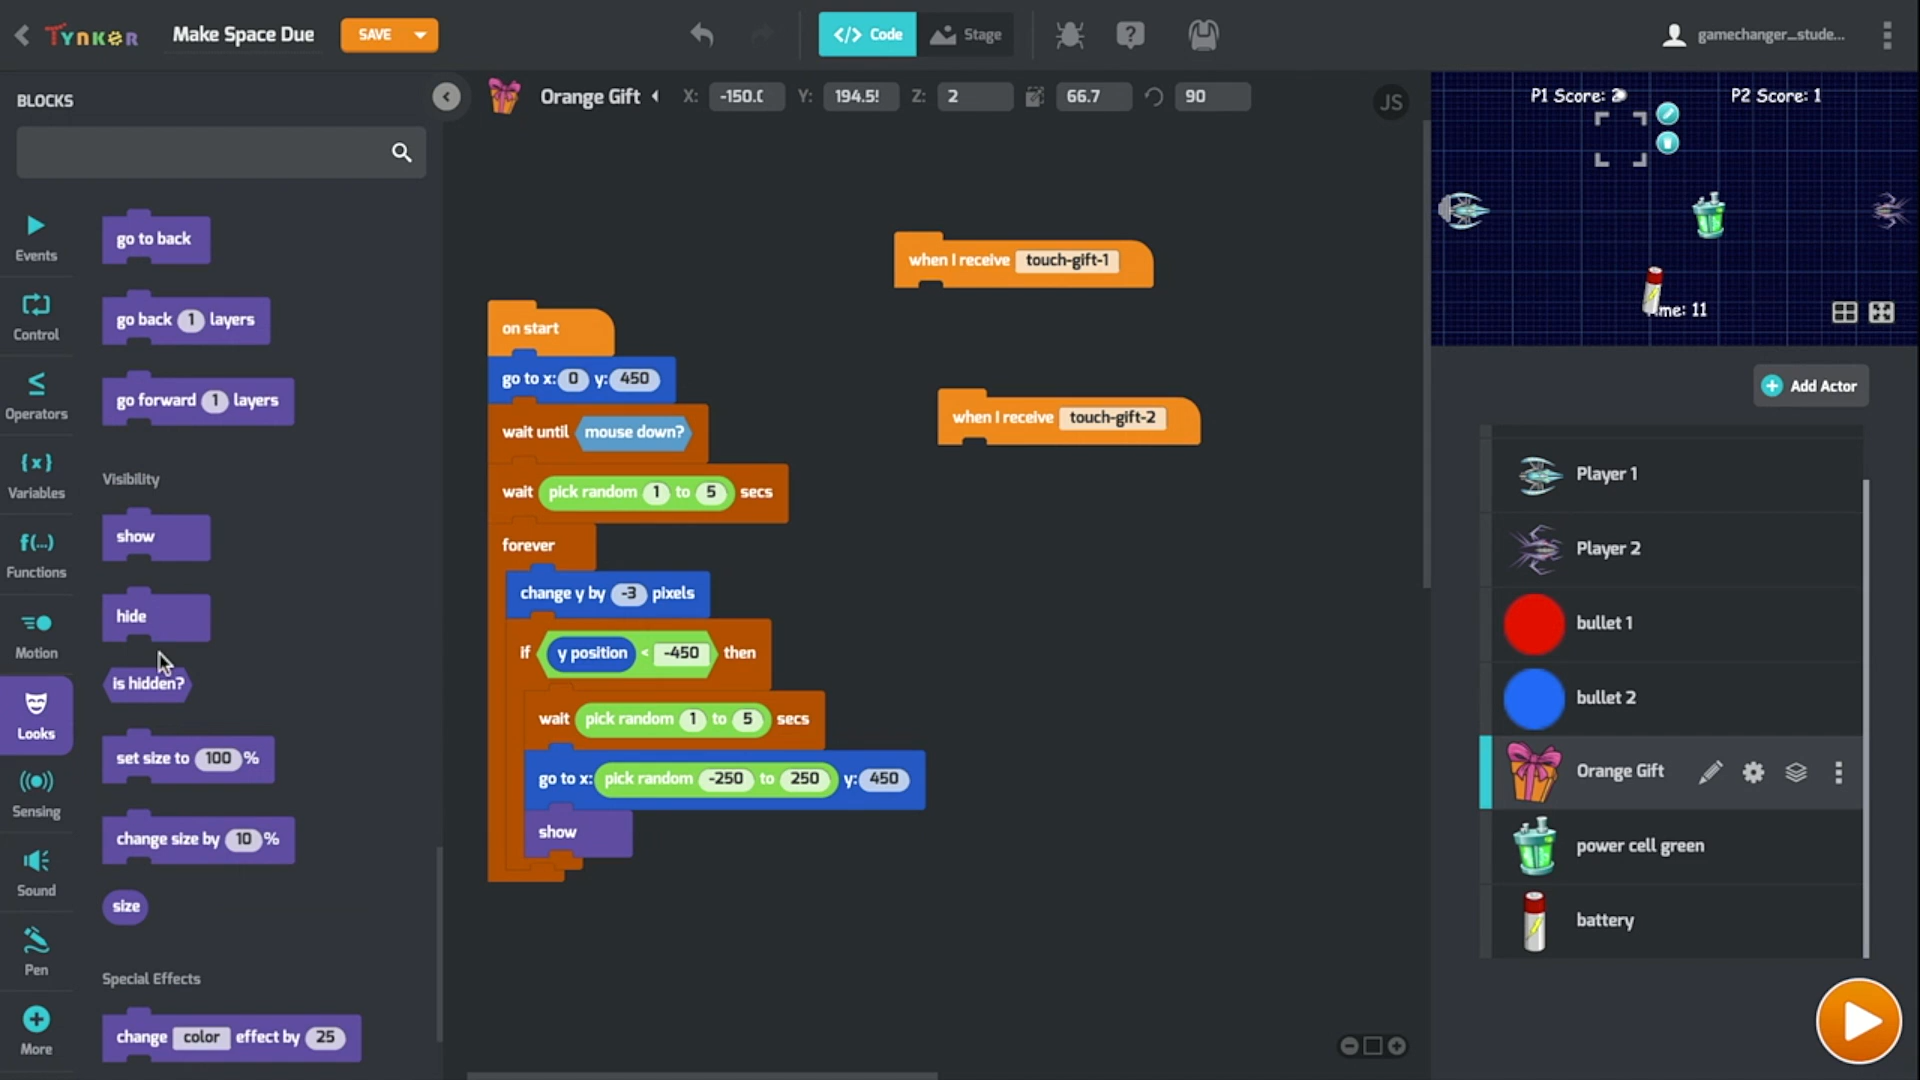 TYNKER
Make Space Due
SAVE
</> Code
Stage
gamechanger_stude...
BLOCKS
Orange Gift
X:
-150.0
Y:
194.5!
Z:
2
66.7
90
JS
P1 Score: 2
P2 Score: 1
Time: 11
Add Actor
Events
Control
Operators
{x}
Variables
f(...)
Functions
Motion
Looks
Sensing
Sound
Pen
More
go to back
go back 1 layers
go forward 1 layers
Visibility
show
hide
is hidden?
set size to 100 %
change size by 10 %
size
Special Effects
change color effect by 25
when I receive touch-gift-1
when I receive touch-gift-2
on start
go to x: 0 y: 450
wait until mouse down?
wait pick random 1 to 5 secs
forever
change y by -3 pixels
if y position < -450 then
wait pick random 1 to 5 secs
go to x: pick random -250 to 250 y: 450
show
Player 1
Player 2
bullet 1
bullet 2
Orange Gift
power cell green
battery